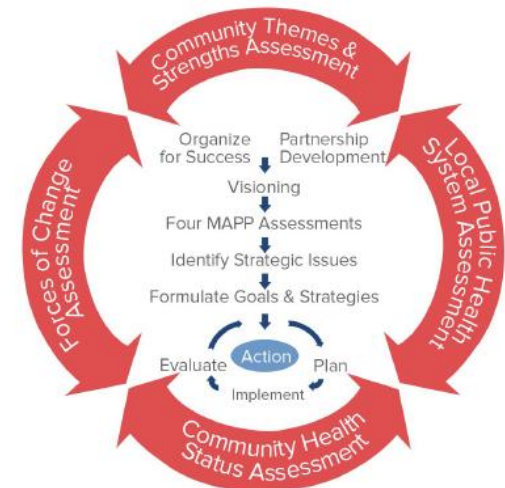 Community Themes &
Strengths Assessment
Local Public Health
System Assessment
Community Health
Status Assessment
Forces of Change
Assessment
Organize
for Success
Partnership
Development
Visioning
Four MAPP Assessments
Identify Strategic Issues
Formulate Goals & Strategies
Evaluate
Action
Plan
Implement